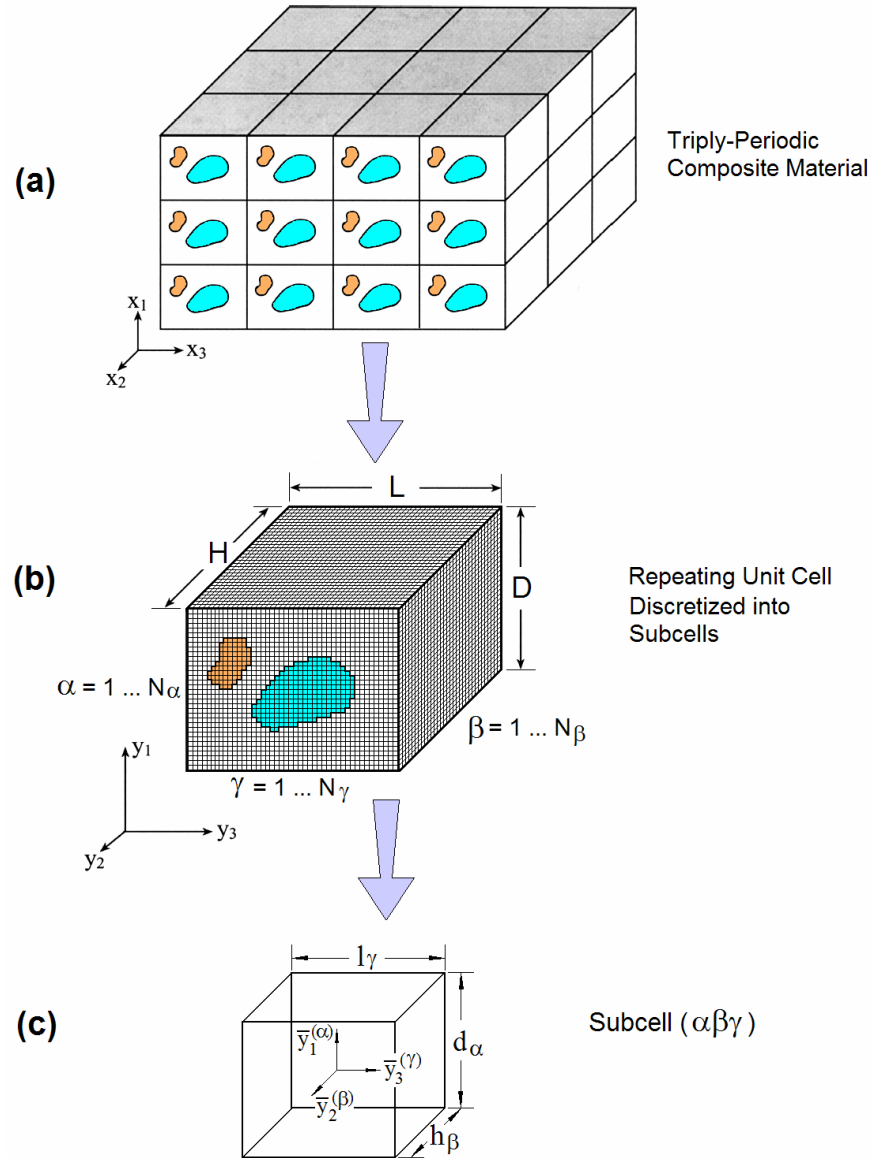 (a)
Triply-Periodic
Composite Material
x₁
x₃
x₂
L
H
D
(b)
Repeating Unit Cell
Discretized into
Subcells
α = 1 ... Nα
β = 1 ... Nβ
γ = 1 ... Nγ
y₁
y₃
y₂
lγ
(c)
Subcell (αβγ)
ȳ₁⁽ᵅ⁾
dα
ȳ₃⁽ᵞ⁾
ȳ₂⁽ᵝ⁾
hβ